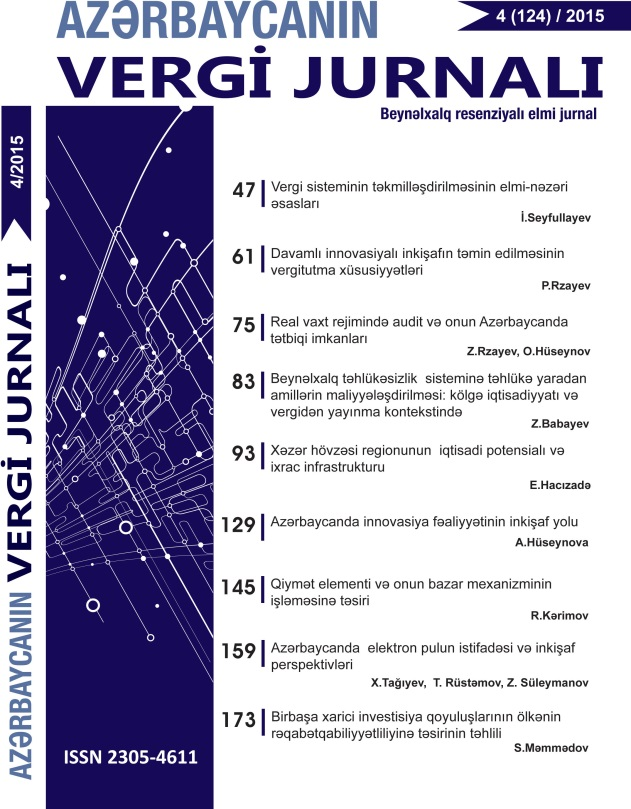 AZƏRBAYCANIN
4 (124) / 2015
VERGİ JURNALI
Beynəlxalq resenziyalı elmi jurnal
4/2015
AZƏRBAYCANIN VERGİ JURNALI
47
Vergi sisteminin təkmilləşdirilməsinin elmi-nəzəri
əsasları
İ.Seyfullayev
61
Davamlı innovasiyalı inkişafın təmin edilməsinin
vergitutma xüsusiyyətləri
P.Rzayev
75
Real vaxt rejimində audit və onun Azərbaycanda
tətbiqi imkanları
Z.Rzayev, O.Hüseynov
83
Beynəlxalq təhlükəsizlik sisteminə təhlükə yaradan
amillərin maliyyələşdirilməsi: kölgə iqtisadiyyatı və
vergidən yayınma kontekstində
Z.Babayev
93
Xəzər hövzəsi regionunun iqtisadi potensialı və
ixrac infrastrukturu
E.Hacızadə
129
Azərbaycanda innovasiya fəaliyyətinin inkişaf yolu
A.Hüseynova
145
Qiymət elementi və onun bazar mexanizminin
işləməsinə təsiri
R.Kərimov
159
Azərbaycanda elektron pulun istifadəsi və inkişaf
perspektivləri
X.Tağıyev, T. Rüstəmov, Z. Süleymanov
173
Birbaşa xarici investisiya qoyuluşlarının ölkənin
rəqabətqabiliyyətliliyinə təsirinin təhlili
S.Məmmədov
ISSN 2305-4611